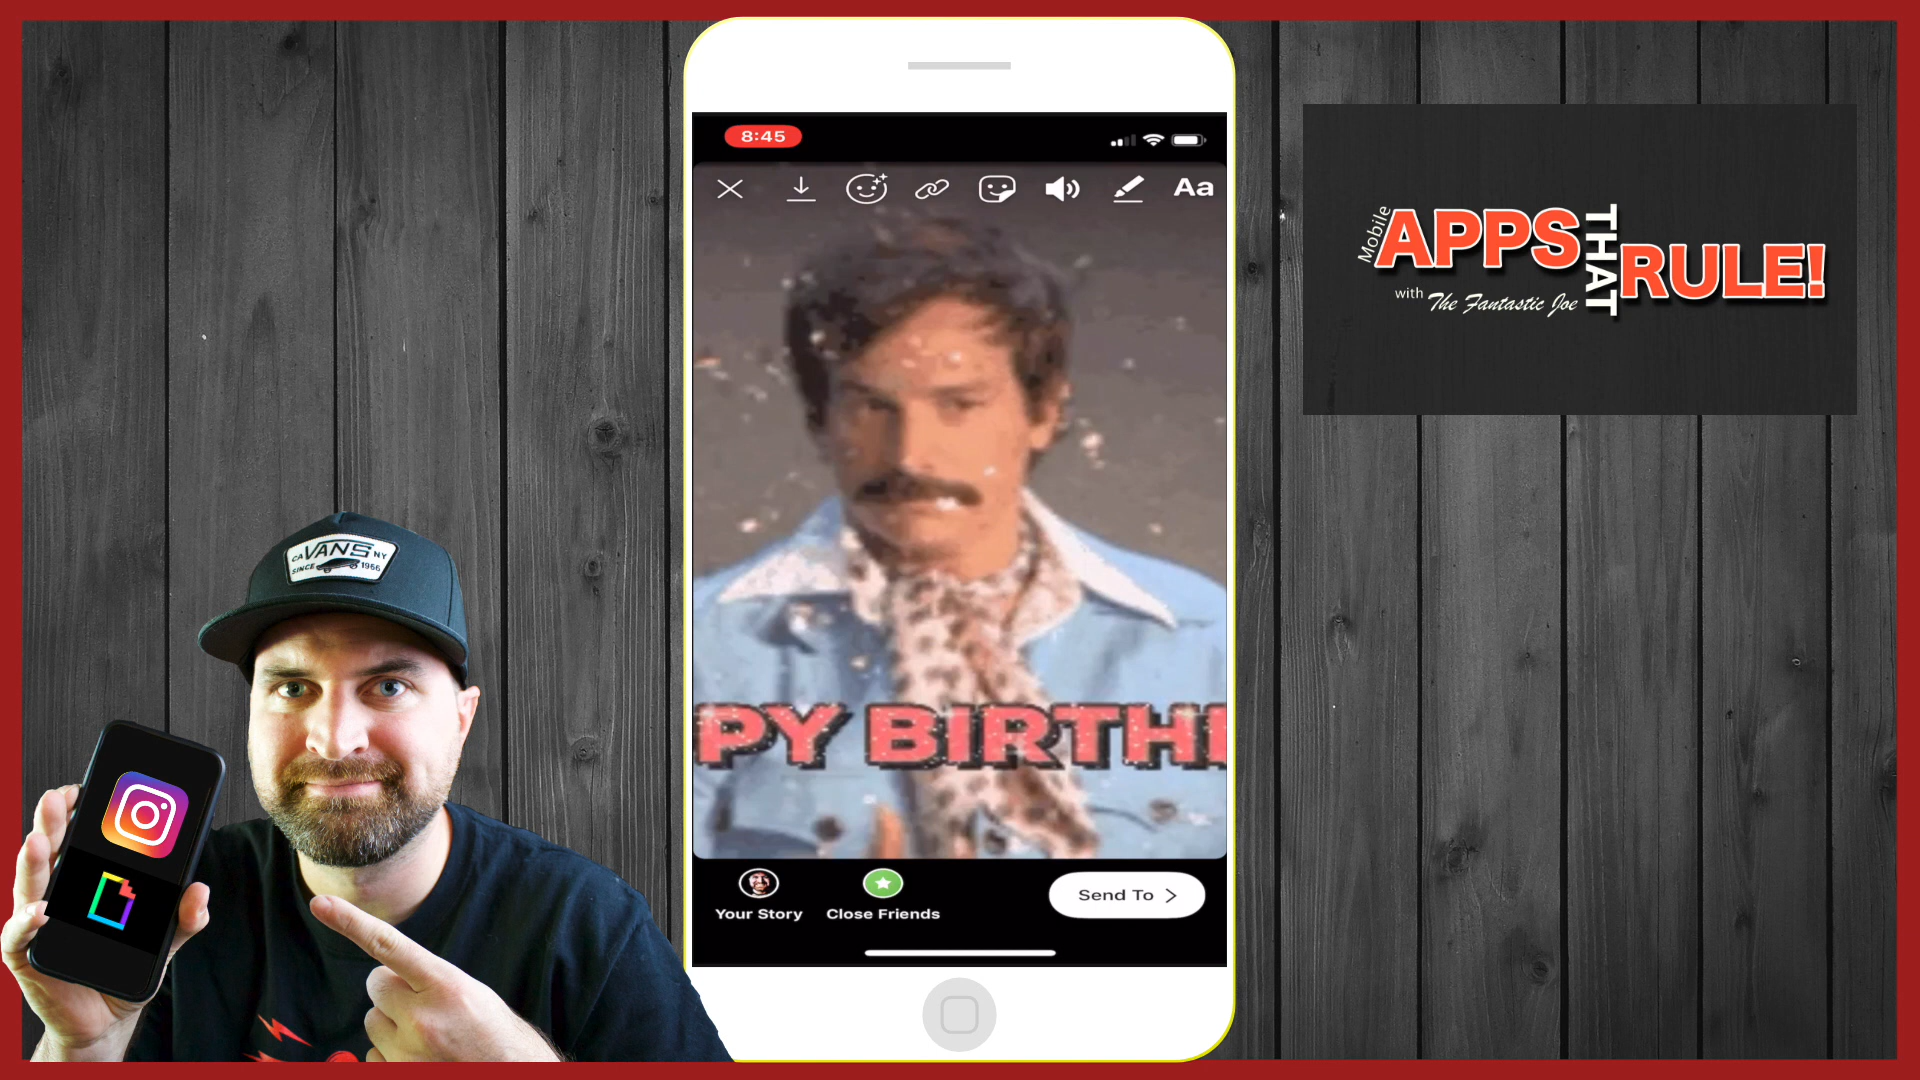 8:45
Aa
PY BIRTH
Your Story
Close Friends
Send To
Mobile
APPS
THAT
RULE!
with The Fantastic Joe
CA VANS NY
SINCE 1966